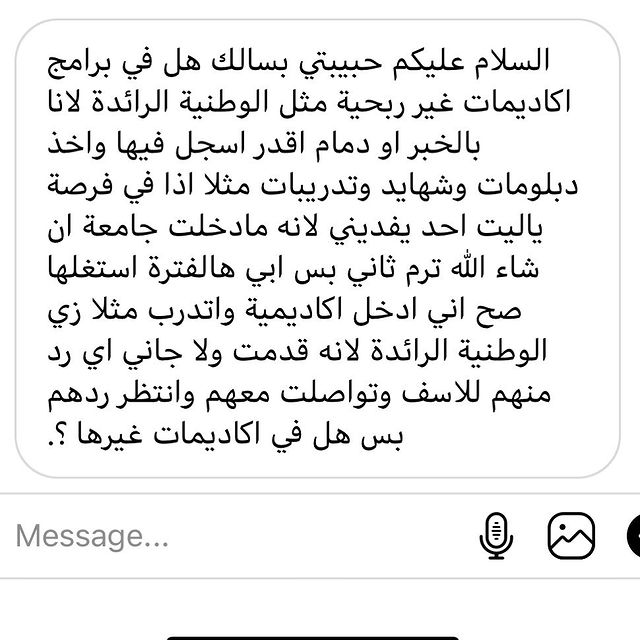 السلام عليكم حبيبتي بسالك هل في برامج
اكاديمات غير ربحية مثل الوطنية الرائدة لانا
بالخبر او دمام اقدر اسجل فيها واخذ
دبلومات وشهايد وتدريبات مثلا اذا في فرصة
ياليت احد يفديني لانه مادخلت جامعة ان
شاء الله ترم ثاني بس ابي هالفترة استغلها
صح اني ادخل اكاديمية واتدرب مثلا زي
الوطنية الرائدة لانه قدمت ولا جاني اي رد
منهم للاسف وتواصلت معهم وانتظر ردهم
بس هل في اكاديمات غيرها ؟.
Message...